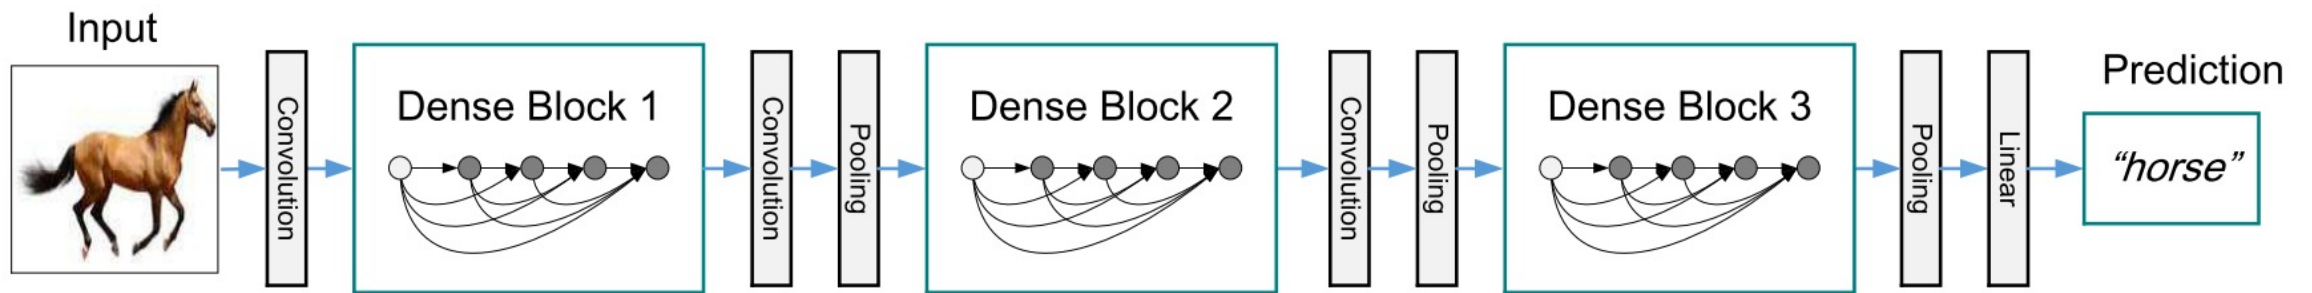 Input
Convolution
Dense Block 1
Convolution
Pooling
Dense Block 2
Convolution
Pooling
Dense Block 3
Pooling
Linear
Prediction
“horse”